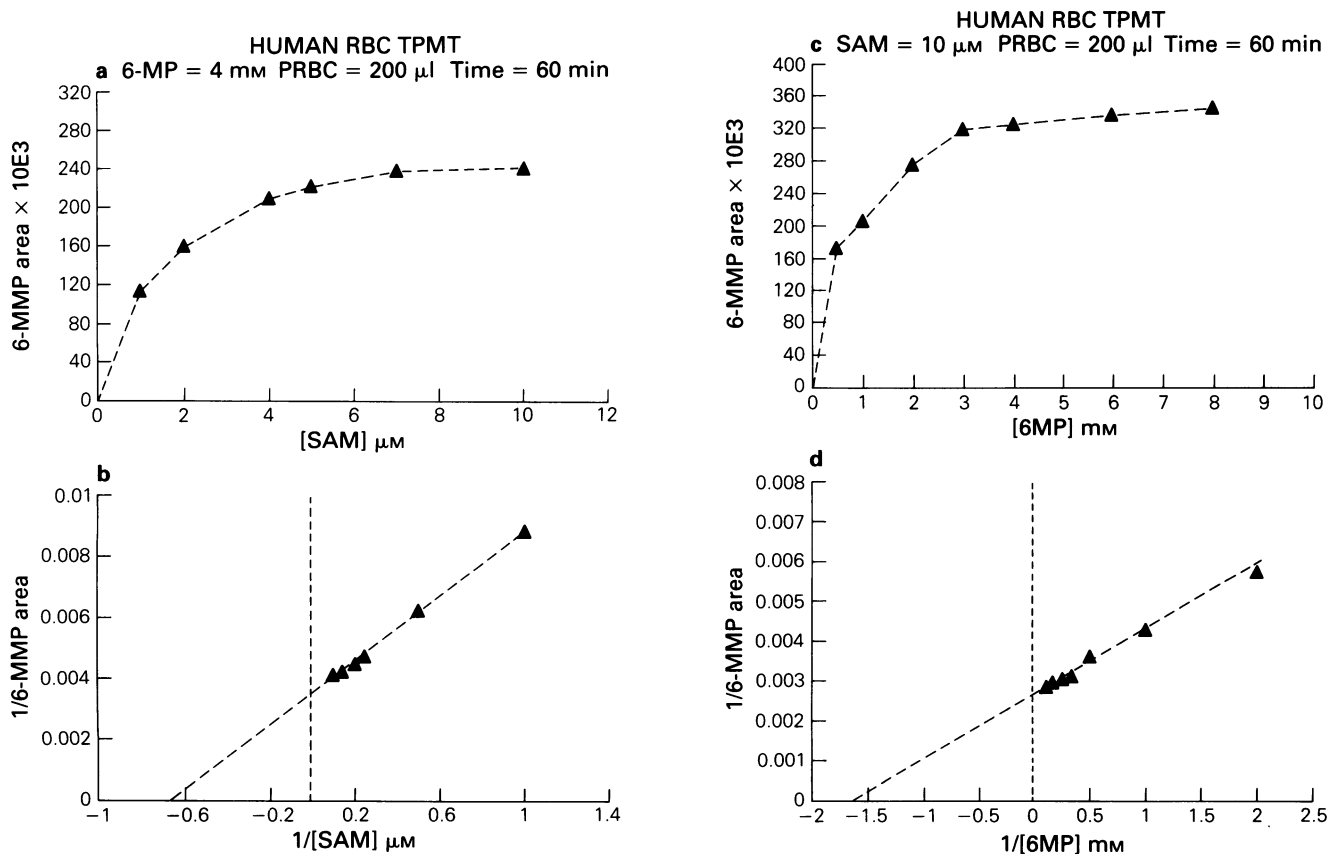 HUMAN RBC TPMT
a 6-MP = 4 mM PRBC = 200 µl Time = 60 min
320
280
240
200
160
120
80
40
0
6-MMP area × 10E3
0 2 4 6 8 10 12
[SAM] µM
b
0.01
0.008
0.006
0.004
0.002
0
1/6-MMP area
−1 −0.6 −0.2 0.2 0.6 1 1.4
1/[SAM] µM
HUMAN RBC TPMT
c SAM = 10 µM PRBC = 200 µl Time = 60 min
400
360
320
280
240
200
160
120
80
40
0
6-MMP area × 10E3
0 1 2 3 4 5 6 7 8 9 10
[6MP] mM
d
0.008
0.007
0.006
0.005
0.004
0.003
0.002
0.001
0
1/6-MMP area
−2 −1.5 −1 −0.5 0 0.5 1 1.5 2 2.5
1/[6MP] mM